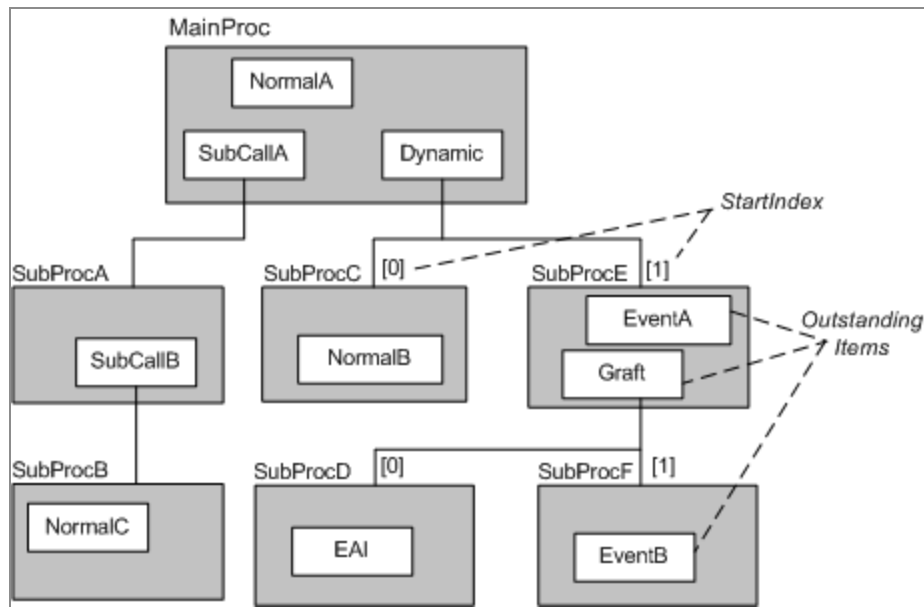 MainProc
NormalA
SubCallA
Dynamic
StartIndex
SubProcA
SubProcC
[0]
SubProcE
[1]
EventA
Outstanding
Items
SubCallB
NormalB
Graft
SubProcB
SubProcD
[0]
SubProcF
[1]
NormalC
EAI
EventB